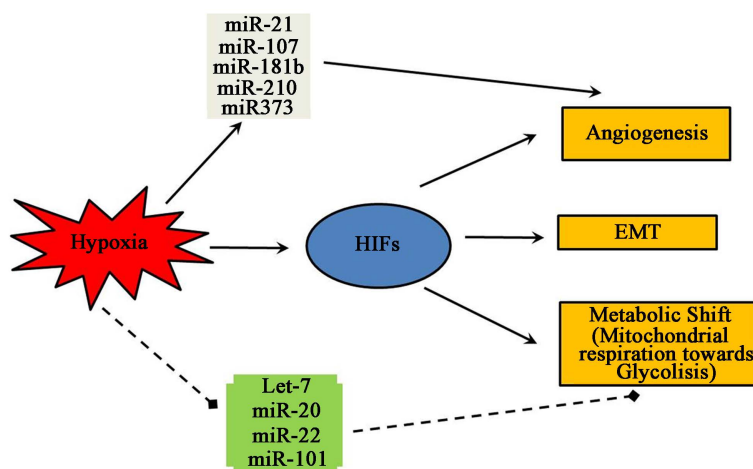 miR-21
miR-107
miR-181b
miR-210
miR373
Angiogenesis
Hypoxia
HIFs
EMT
Metabolic Shift
(Mitochondrial
respiration towards
Glycolisis)
Let-7
miR-20
miR-22
miR-101